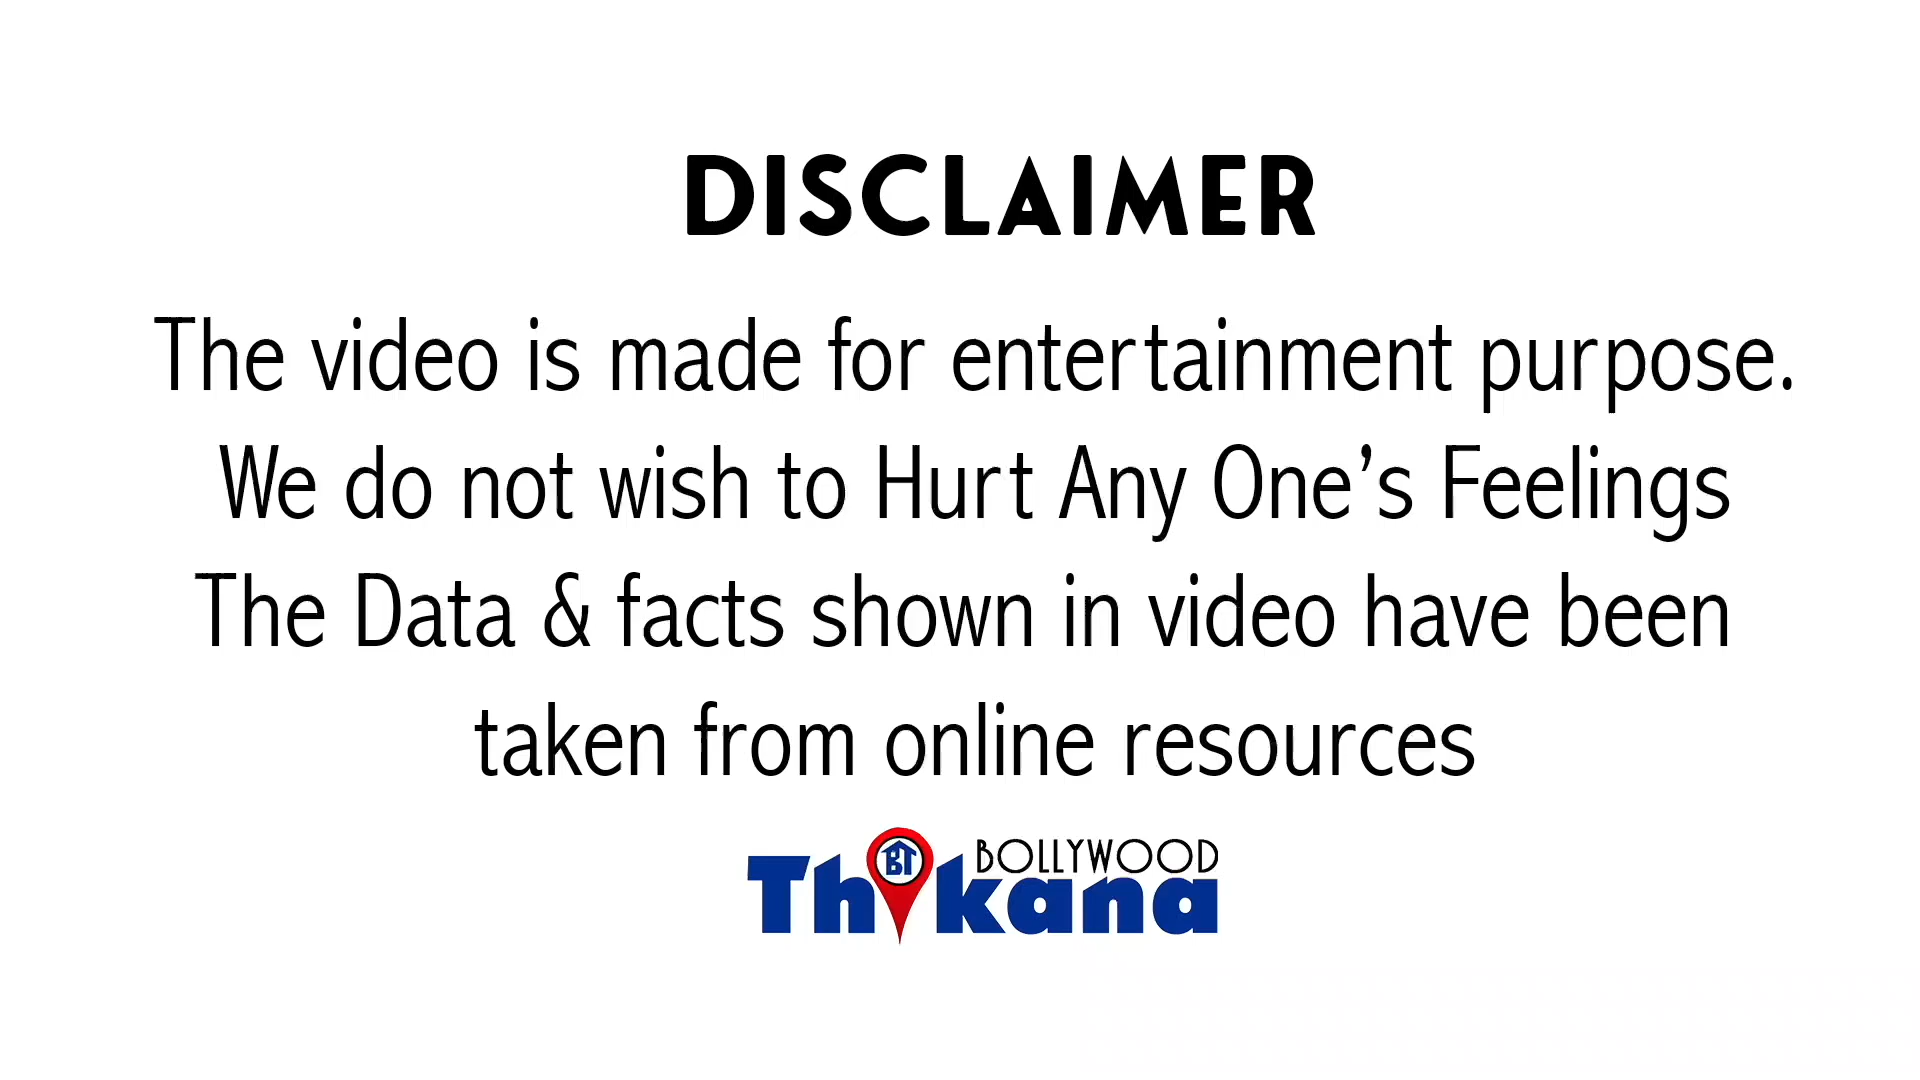 DISCLAIMER
The video is made for entertainment purpose.
We do not wish to Hurt Any One’s Feelings
The Data & facts shown in video have been
taken from online resources
BOLLYWOOD
BT
Thikana